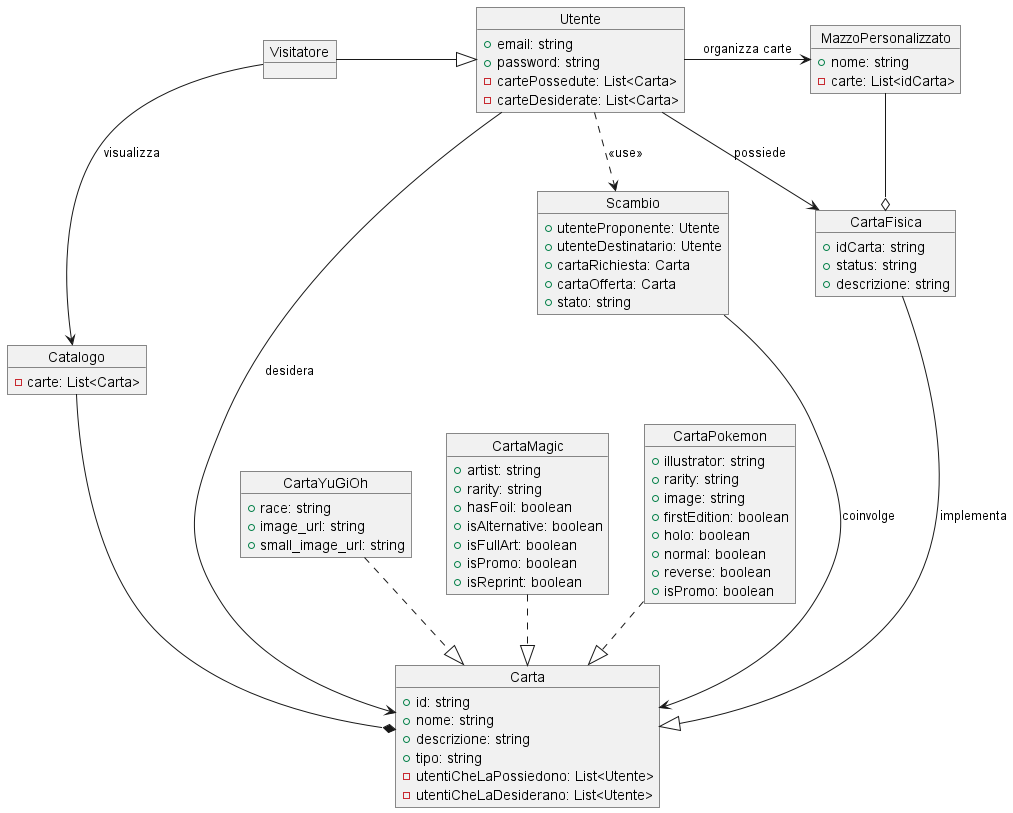 Utente
email: string
password: string
cartePossedute: List<Carta>
carteDesiderate: List<Carta>
Visitatore
organizza carte
MazzoPersonalizzato
nome: string
carte: List<idCarta>
visualizza
«use»
possiede
Scambio
utenteProponente: Utente
utenteDestinatario: Utente
cartaRichiesta: Carta
cartaOfferta: Carta
stato: string
CartaFisica
idCarta: string
status: string
descrizione: string
Catalogo
carte: List<Carta>
desidera
CartaYuGiOh
race: string
image_url: string
small_image_url: string
CartaMagic
artist: string
rarity: string
hasFoil: boolean
isAlternative: boolean
isFullArt: boolean
isPromo: boolean
isReprint: boolean
CartaPokemon
illustrator: string
rarity: string
image: string
firstEdition: boolean
holo: boolean
normal: boolean
reverse: boolean
isPromo: boolean
coinvolge
implementa
Carta
id: string
nome: string
descrizione: string
tipo: string
utentiCheLaPossiedono: List<Utente>
utentiCheLaDesiderano: List<Utente>